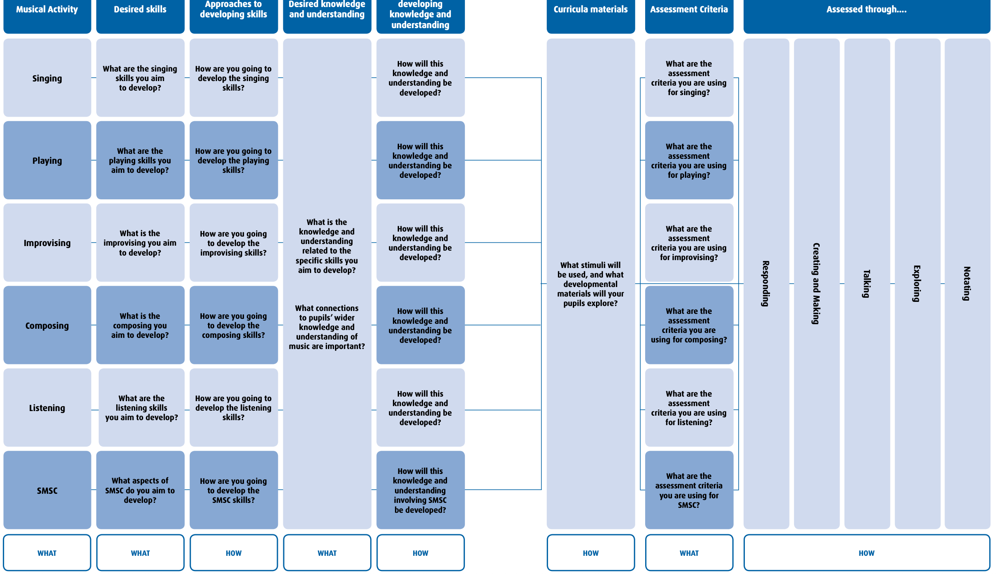 Musical Activity
Desired skills
Approaches to
developing skills
Desired knowledge
and understanding
developing
knowledge and
understanding
Curricula materials
Assessment Criteria
Assessed through....
Singing
What are the singing
skills you aim
to develop?
How are you going to
develop the singing
skills?
How will this
knowledge and
understanding be
developed?
What are the
assessment
criteria you are using
for singing?
Playing
What are the
playing skills you
aim to develop?
How are you going to
develop the playing
skills?
How will this
knowledge and
understanding be
developed?
What are the
assessment
criteria you are using
for playing?
Improvising
What is the
improvising you aim
to develop?
How are you going
to develop the
improvising skills?
What is the
knowledge and
understanding
related to the
specific skills you
aim to develop?
How will this
knowledge and
understanding be
developed?
What stimuli will
be used, and what
developmental
materials will your
pupils explore?
What are the
assessment
criteria you are using
for improvising?
Responding
Creating and Making
Talking
Exploring
Notating
Composing
What is the
composing you
aim to develop?
How are you going
to develop the
composing skills?
What connections
to pupils’ wider
knowledge and
understanding of
music are important?
How will this
knowledge and
understanding be
developed?
What are the
assessment
criteria you are
using for composing?
Listening
What are the
listening skills
you aim to develop?
How are you going to
develop the listening
skills?
How will this
knowledge and
understanding be
developed?
What are the
assessment
criteria you are using
for listening?
SMSC
What aspects of
SMSC do you aim to
develop?
How are you going
to develop the
SMSC skills?
How will this
knowledge and
understanding
involving SMSC
be developed?
What are the
assessment criteria
you are using for
SMSC?
WHAT
WHAT
HOW
WHAT
HOW
HOW
WHAT
HOW